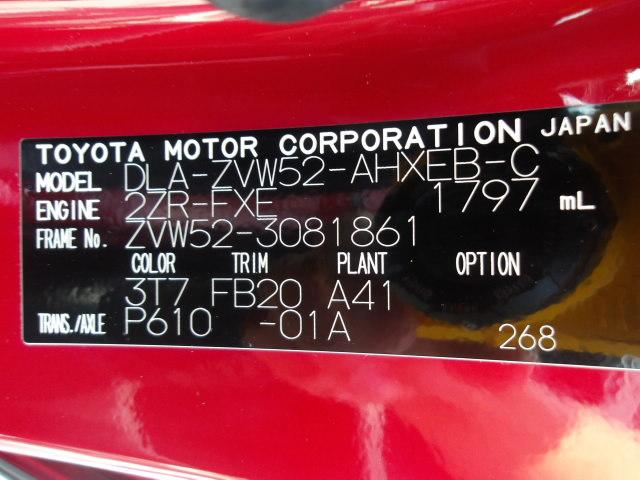 TOYOTA MOTOR CORPORATION JAPAN
MODEL DLA-ZVW52-AHXEB-C
ENGINE 2ZR-FXE 1797 mL
FRAME No. ZVW52-3081861
COLOR TRIM PLANT OPTION
3T7 FB20 A41
TRANS./AXLE P610 -01A 268